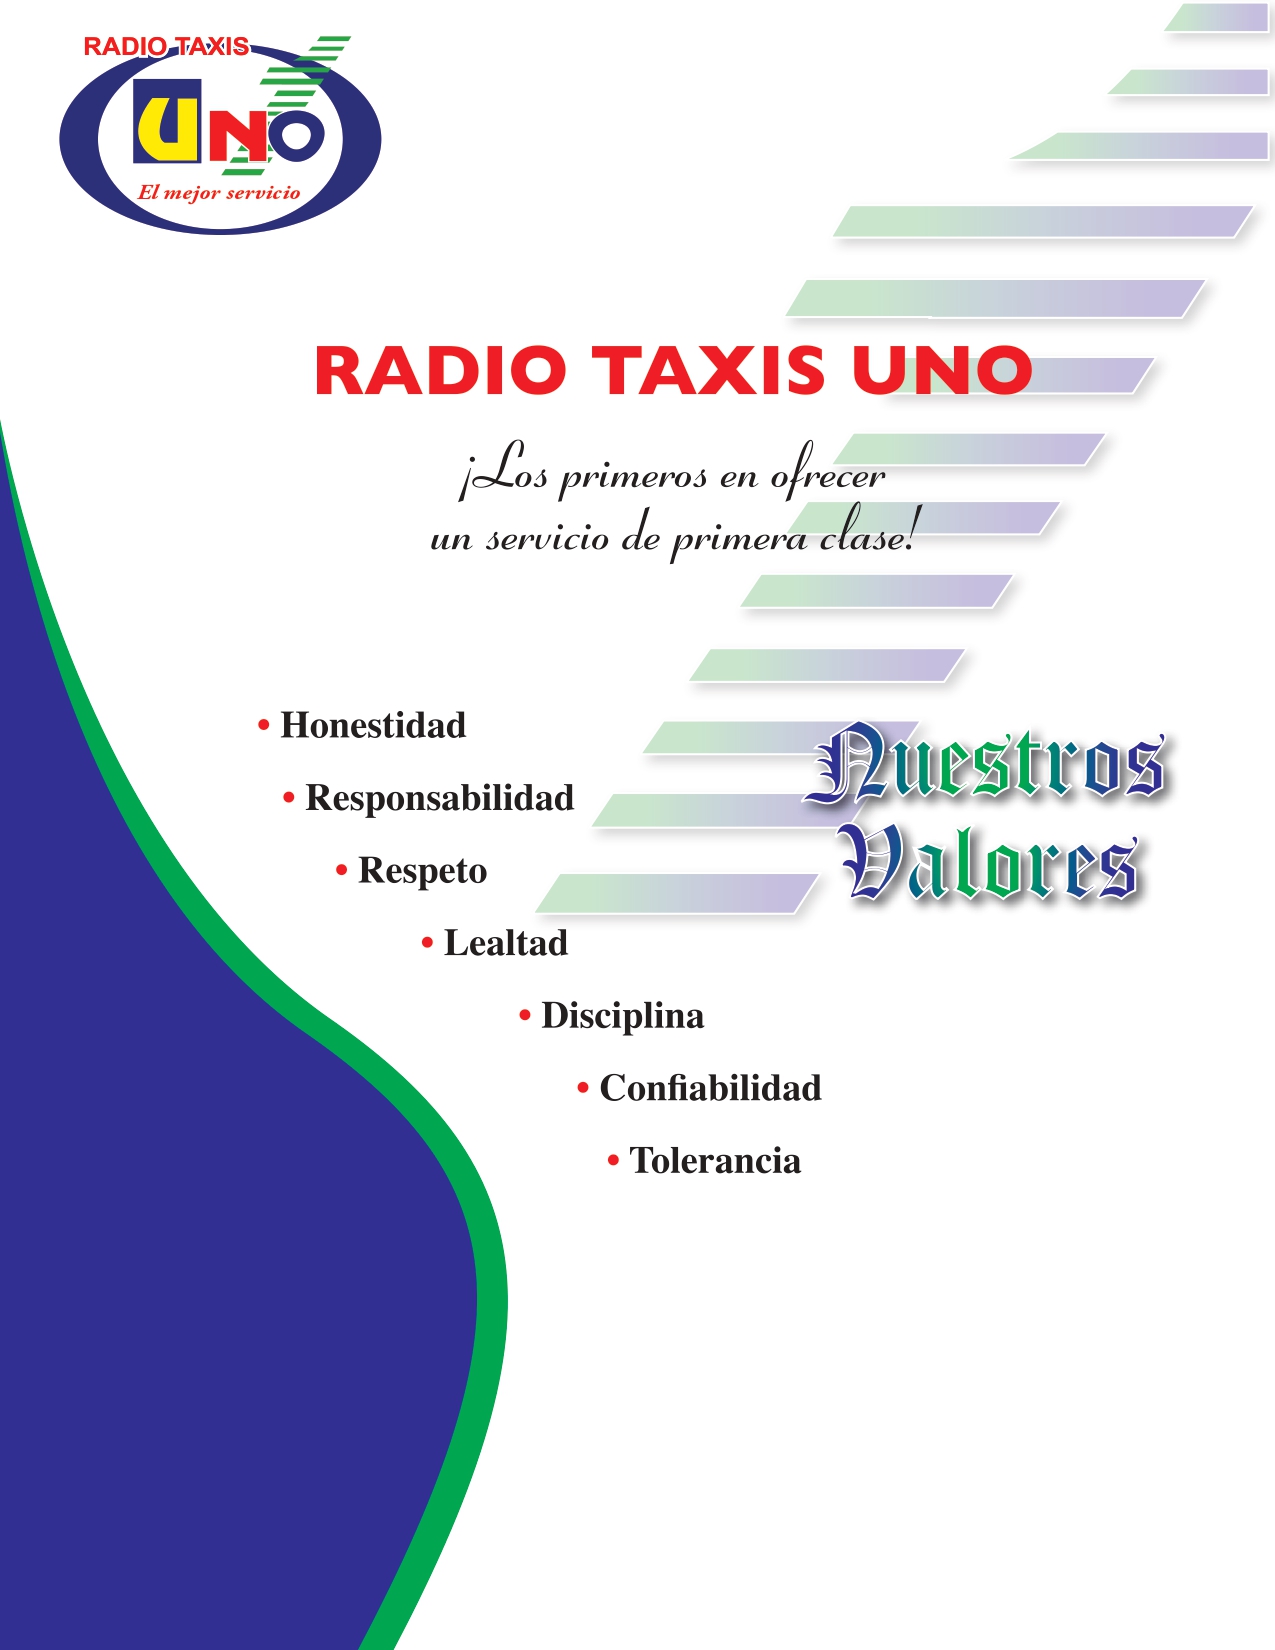 RADIO TAXIS
UNO
El mejor servicio
RADIO TAXIS UNO
¡Los primeros en ofrecer
un servicio de primera clase!
• Honestidad
• Responsabilidad
• Respeto
• Lealtad
• Disciplina
• Confiabilidad
• Tolerancia
Nuestros
Valores